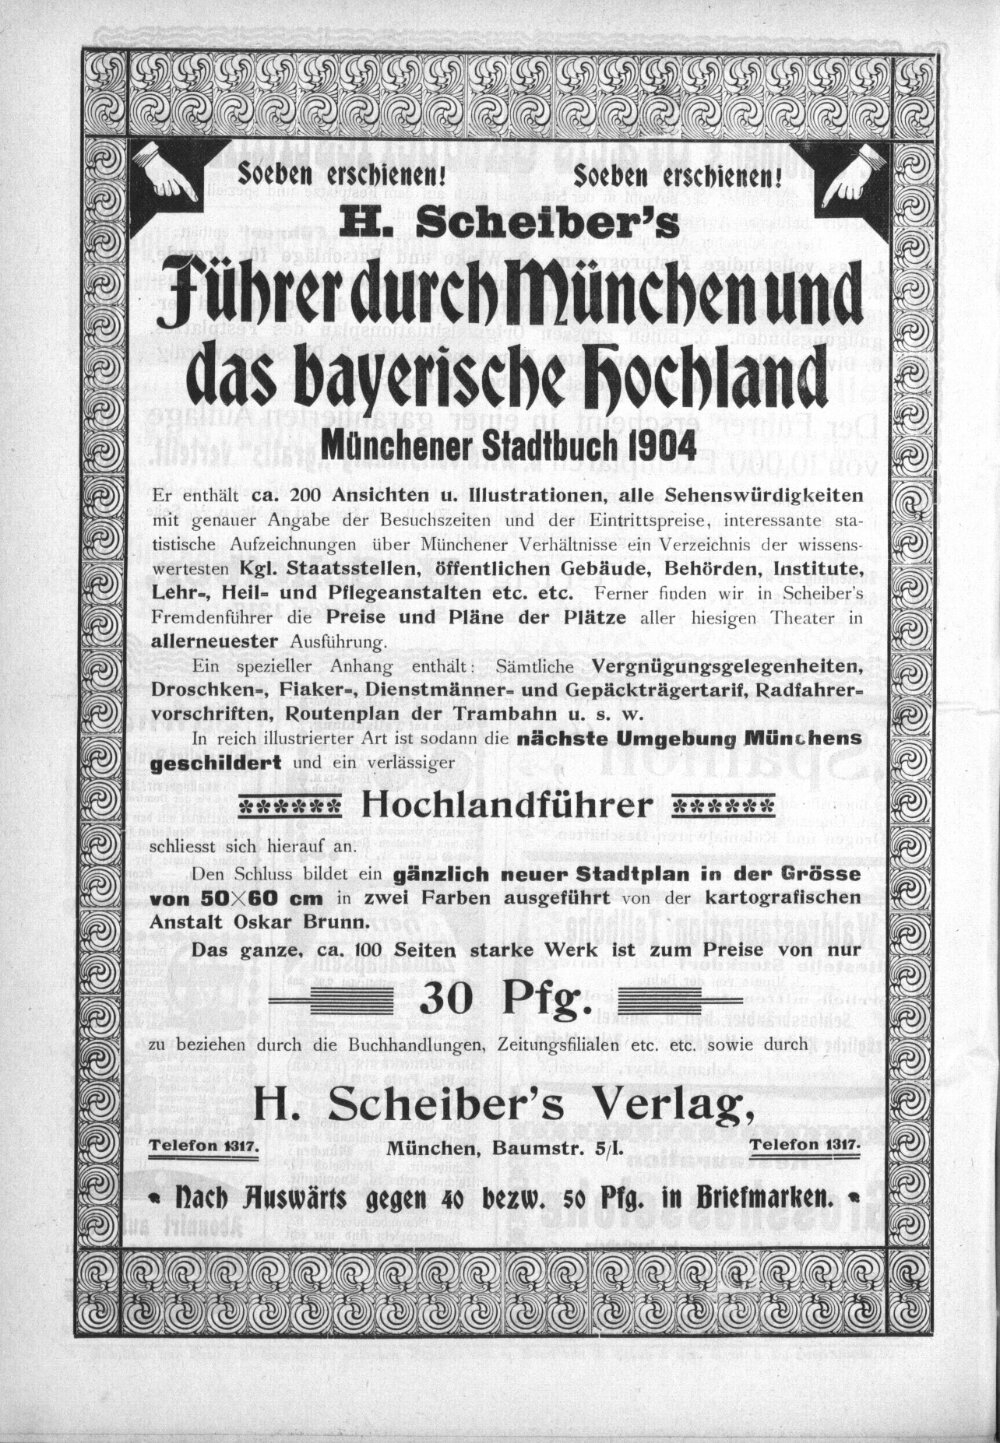 Soeben erschienen! Soeben erschienen!
H. Scheiber's
Führer durch München und
das bayerische Hochland
Münchener Stadtbuch 1904
Er enthält ca. 200 Ansichten u. Illustrationen, alle Sehenswürdigkeiten
mit genauer Angabe der Besuchszeiten und der Eintrittspreise, interessante sta-
tistische Aufzeichnungen über Münchener Verhältnisse ein Verzeichnis der wissens-
wertesten Kgl. Staatsstellen, öffentlichen Gebäude, Behörden, Institute,
Lehr-, Heil- und Pflegeanstalten etc. etc. Ferner finden wir in Scheiber's
Fremdenführer die Preise und Pläne der Plätze aller hiesigen Theater in
allerneuester Ausführung.
Ein spezieller Anhang enthält: Sämtliche Vergnügungsgelegenheiten,
Droschken-, Fiaker-, Dienstmänner- und Gepäckträgertarif, Radfahrer-
vorschriften, Routenplan der Trambahn u. s. w.
In reich illustrierter Art ist sodann die nächste Umgebung Münchens
geschildert und ein verlässiger
****** Hochlandführer ******
schliesst sich hierauf an.
Den Schluss bildet ein gänzlich neuer Stadtplan in der Grösse
von 50×60 cm in zwei Farben ausgeführt von der kartografischen
Anstalt Oskar Brunn.
Das ganze, ca. 100 Seiten starke Werk ist zum Preise von nur
30 Pfg.
zu beziehen durch die Buchhandlungen, Zeitungsfilialen etc. etc. sowie durch
H. Scheiber's Verlag,
Telefon 1317. München, Baumstr. 5/I. Telefon 1317.
Nach Auswärts gegen 40 bezw. 50 Pfg. in Briefmarken.